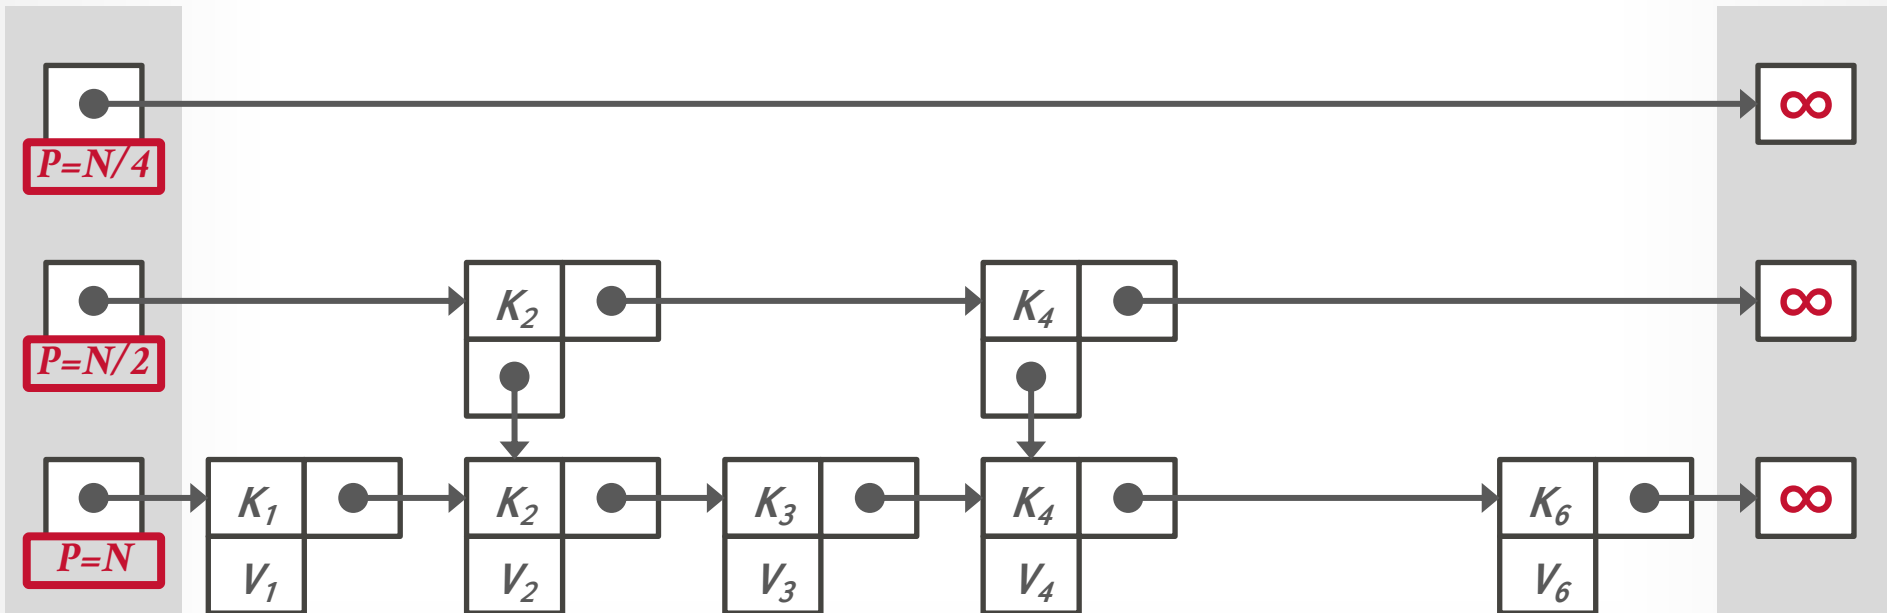 ∞
P=N/4
K2 K4 ∞
P=N/2
K1 K2 K3 K4 K6 ∞
P=N
V1 V2 V3 V4 V6